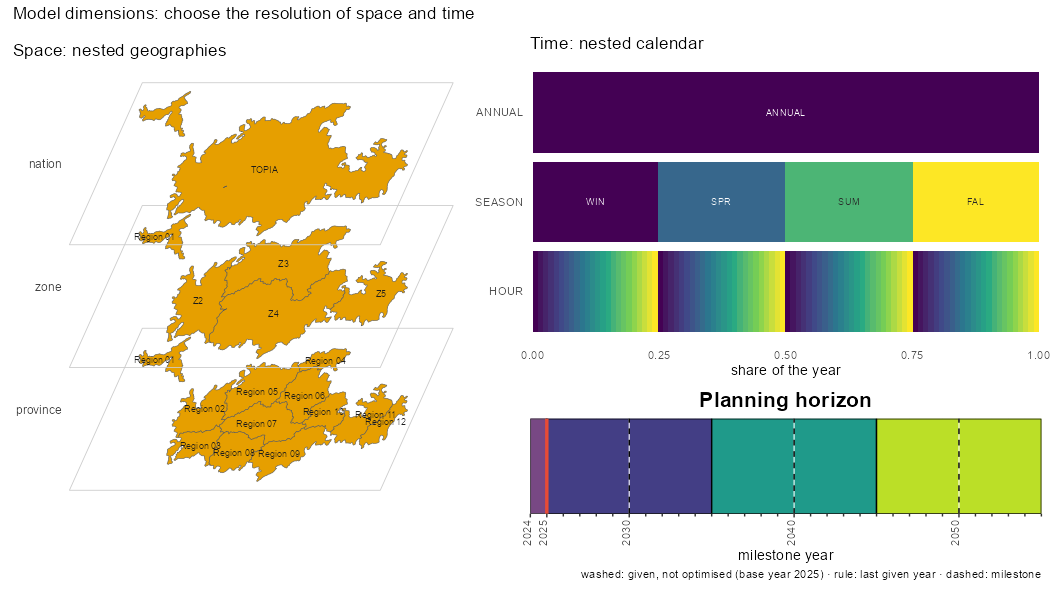 Model dimensions: choose the resolution of space and time
Space: nested geographies
nation
TOPIA
zone
Region 01
Z3
Z2
Z5
Z4
province
Region 01
Region 04
Region 05
Region 06
Region 02
Region 10
Region 11
Region 12
Region 07
Region 03
Region 08
Region 09
Time: nested calendar
ANNUAL
ANNUAL
SEASON
WIN
SPR
SUM
FAL
HOUR
0.00
0.25
0.50
0.75
1.00
share of the year
Planning horizon
2024
2025
2030
2040
2050
milestone year
washed: given, not optimised (base year 2025) · rule: last given year · dashed: milestone